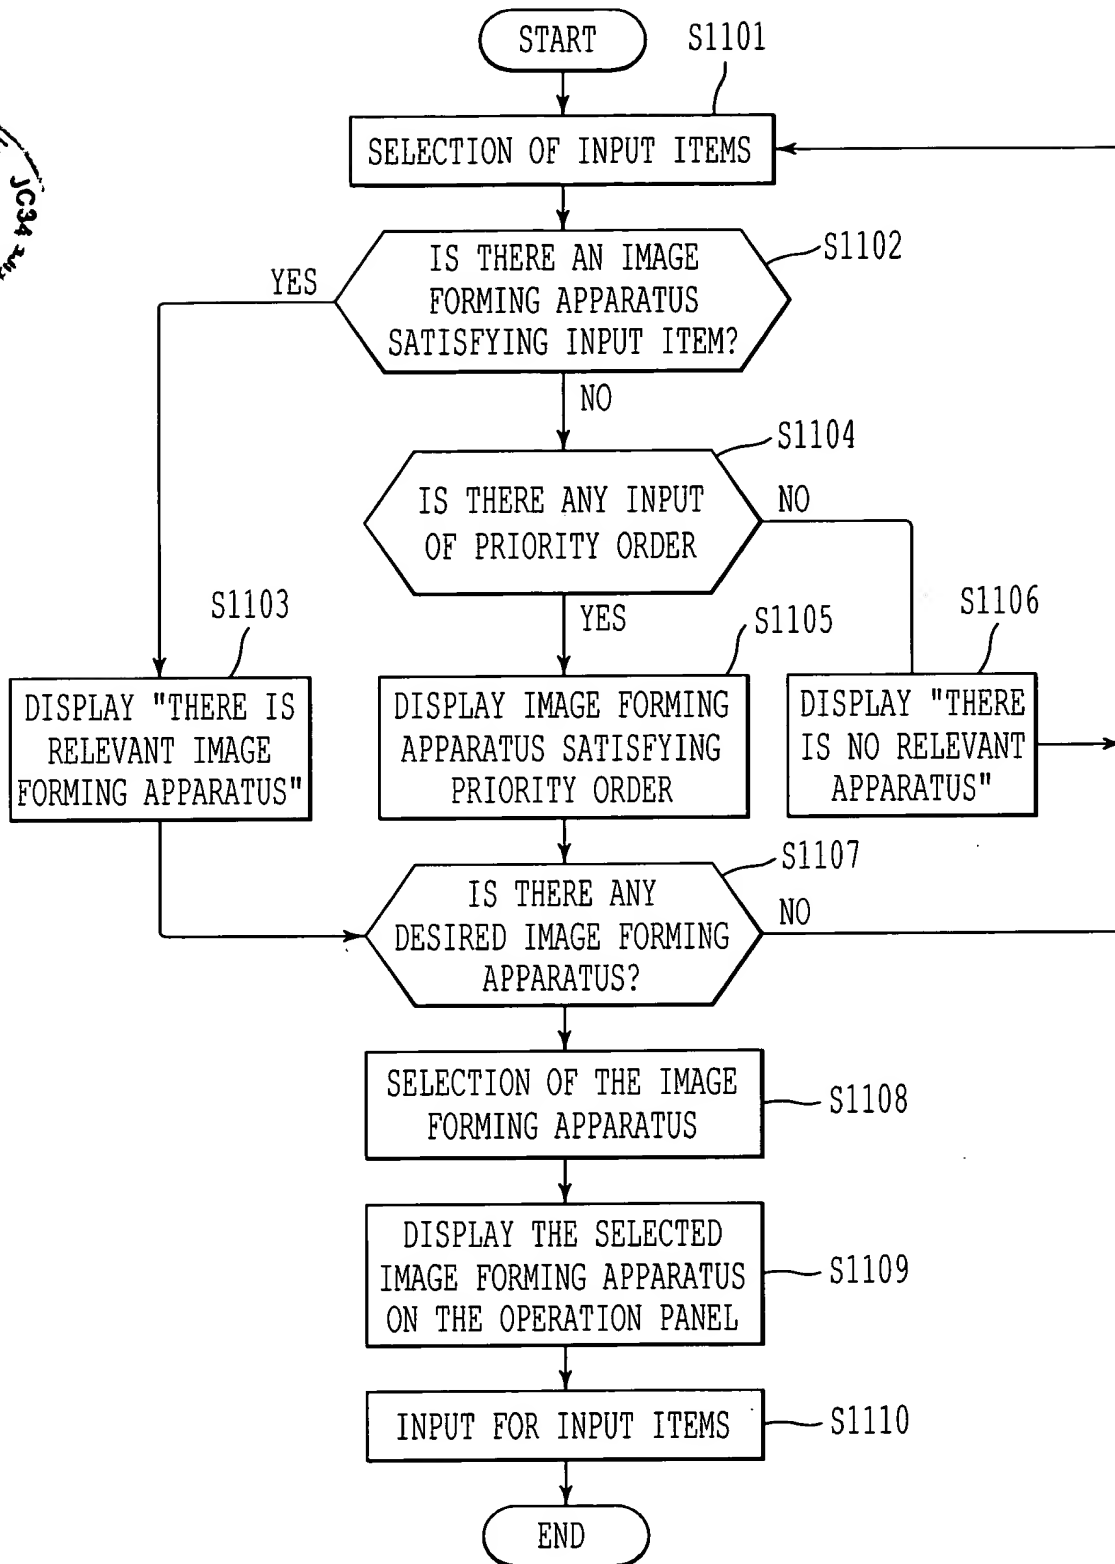 START
S1101
SELECTION OF INPUT ITEMS
S1102
IS THERE AN IMAGE
FORMING APPARATUS
SATISFYING INPUT ITEM?
YES
NO
S1104
IS THERE ANY INPUT
OF PRIORITY ORDER
NO
YES
S1103
DISPLAY "THERE IS
RELEVANT IMAGE
FORMING APPARATUS"
S1105
DISPLAY IMAGE FORMING
APPARATUS SATISFYING
PRIORITY ORDER
S1106
DISPLAY "THERE
IS NO RELEVANT
APPARATUS"
S1107
IS THERE ANY
DESIRED IMAGE FORMING
APPARATUS?
NO
SELECTION OF THE IMAGE
FORMING APPARATUS
S1108
DISPLAY THE SELECTED
IMAGE FORMING APPARATUS
ON THE OPERATION PANEL
S1109
INPUT FOR INPUT ITEMS
S1110
END
JC34